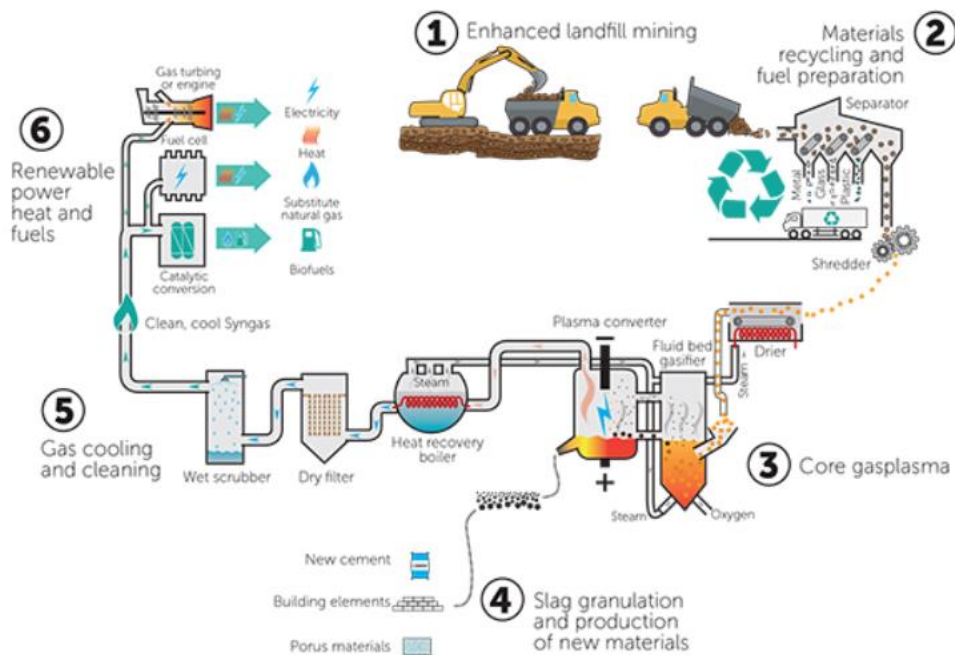 1 Enhanced landfill mining
Materials
recycling and
fuel preparation
2
Separator
Metal
Glass
Plastic
Shredder
Drier
Steam
Fluid bed
gasifier
Plasma converter
3 Core gasplasma
Steam
Oxygen
4 Slag granulation
and production
of new materials
New cement
Building elements
Porus materials
5
Gas cooling
and cleaning
Steam
Heat recovery
boiler
Dry filter
Wet scrubber
Clean, cool Syngas
6
Renewable
power
heat and
fuels
Gas turbing
or engine
Fuel cell
Catalytic
conversion
Electricity
Heat
Substitute
natural gas
Biofuels